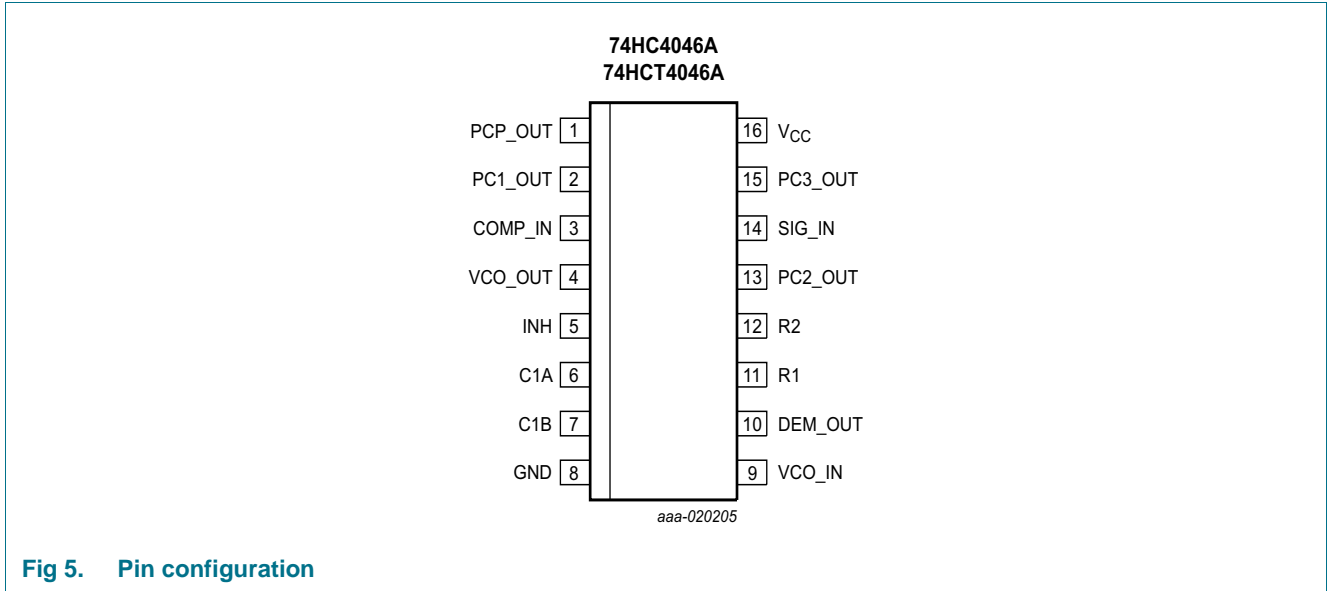 74HC4046A
74HCT4046A
PCP_OUT 1
16 VCC
PC1_OUT 2
15 PC3_OUT
COMP_IN 3
14 SIG_IN
VCO_OUT 4
13 PC2_OUT
INH 5
12 R2
C1A 6
11 R1
C1B 7
10 DEM_OUT
GND 8
9 VCO_IN
aaa-020205
Fig 5. Pin configuration